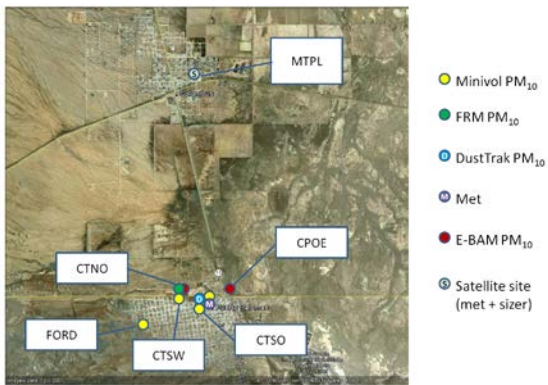 MTPL
Minivol PM10
FRM PM10
DustTrak PM10
Met
E-BAM PM10
Satellite site
(met + sizer)
CPOE
CTNO
FORD
CTSW
CTSO
S
D
M
D
M
S